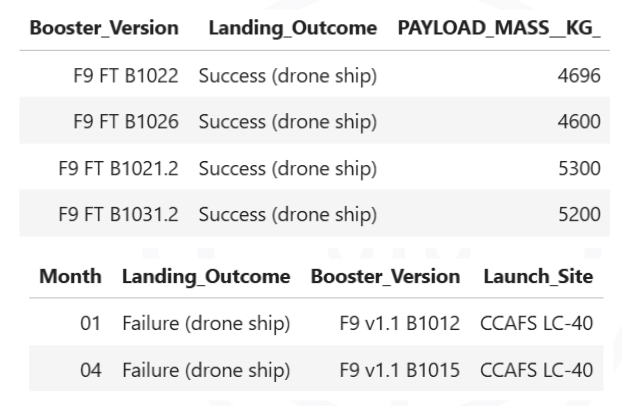 Booster_Version Landing_Outcome PAYLOAD_MASS__KG_
F9 FT B1022 Success (drone ship) 4696
F9 FT B1026 Success (drone ship) 4600
F9 FT B1021.2 Success (drone ship) 5300
F9 FT B1031.2 Success (drone ship) 5200
Month Landing_Outcome Booster_Version Launch_Site
01 Failure (drone ship) F9 v1.1 B1012 CCAFS LC-40
04 Failure (drone ship) F9 v1.1 B1015 CCAFS LC-40